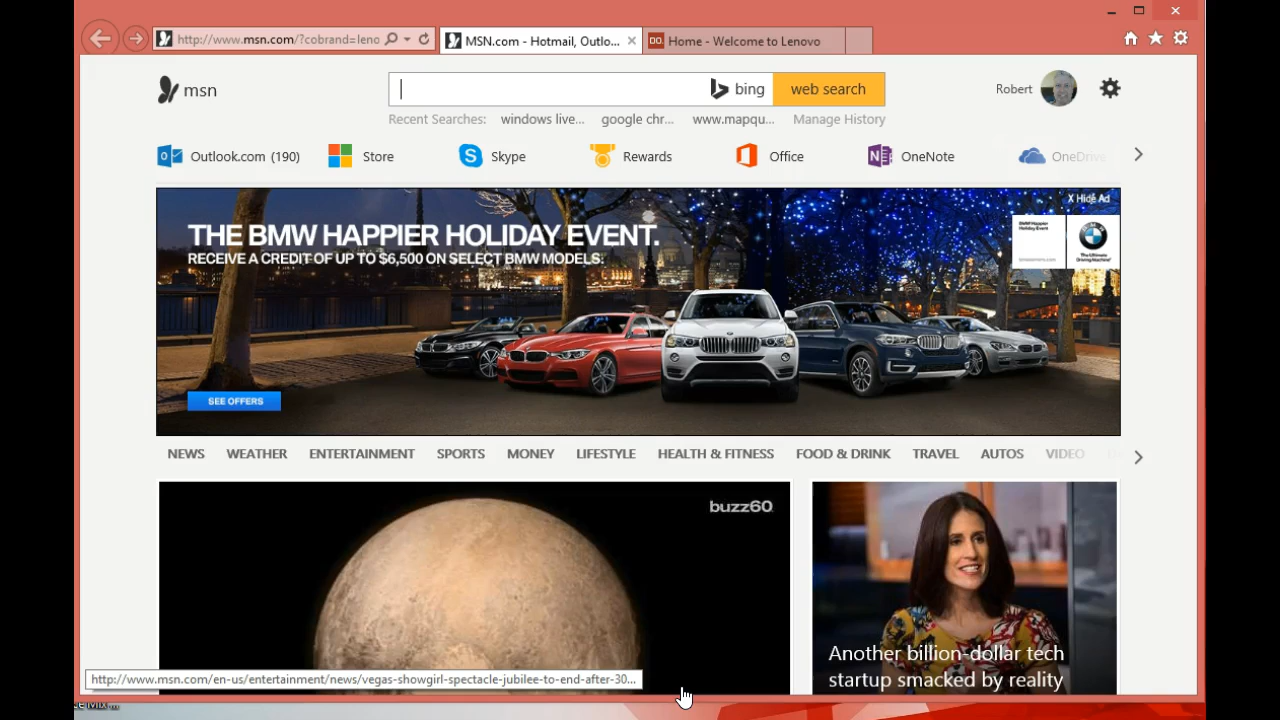 http://www.msn.com/?cobrand=leno
MSN.com - Hotmail, Outlo...
DO.
Home - Welcome to Lenovo
msn
bing
web search
Robert
Recent Searches: windows live... google chr... www.mapqu... Manage History
Outlook.com (190)
Store
Skype
Rewards
Office
OneNote
OneDrive
X Hide Ad
THE BMW HAPPIER HOLIDAY EVENT.
RECEIVE A CREDIT OF UP TO $6,500 ON SELECT BMW MODELS.
BMW Happier
Holiday Event
The Ultimate
Driving Machine®
SEE OFFERS
NEWS WEATHER ENTERTAINMENT SPORTS MONEY LIFESTYLE HEALTH & FITNESS FOOD & DRINK TRAVEL AUTOS VIDEO
buzz60
Another billion-dollar tech
startup smacked by reality
http://www.msn.com/en-us/entertainment/news/vegas-showgirl-spectacle-jubilee-to-end-after-30...